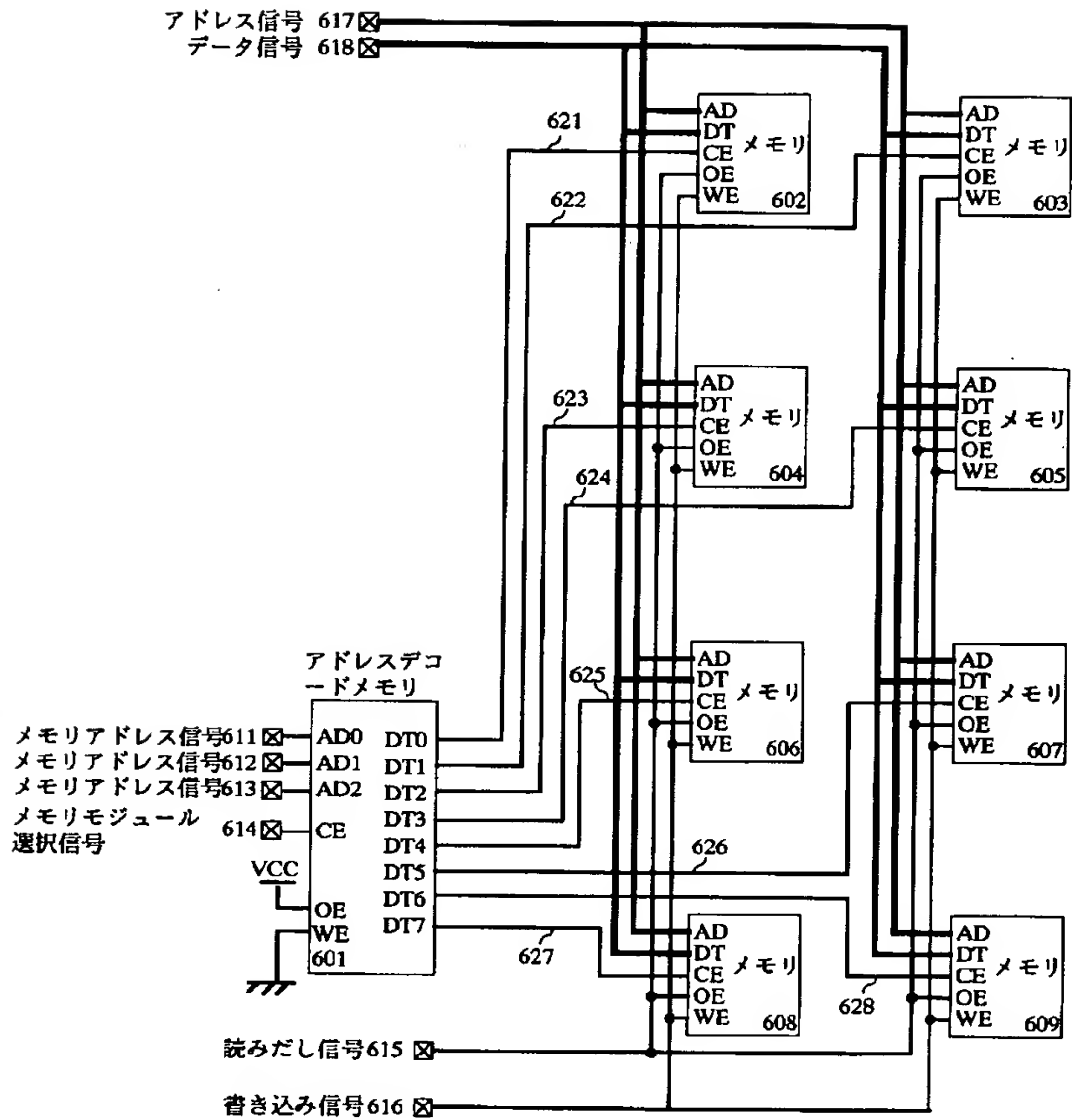 アドレス信号 617
データ信号 618
621
622
AD
DT
CE
OE
WE
メモリ
602
AD
DT
CE
OE
WE
メモリ
603
623
624
AD
DT
CE
OE
WE
メモリ
604
AD
DT
CE
OE
WE
メモリ
605
625
AD
DT
CE
OE
WE
メモリ
606
AD
DT
CE
OE
WE
メモリ
607
アドレスデコ
ードメモリ
メモリアドレス信号611
メモリアドレス信号612
メモリアドレス信号613
メモリモジュール
選択信号
614
VCC
AD0
AD1
AD2
CE
OE
WE
601
DT0
DT1
DT2
DT3
DT4
DT5
DT6
DT7
626
627
628
AD
DT
CE
OE
WE
メモリ
608
AD
DT
CE
OE
WE
メモリ
609
読みだし信号615
書き込み信号616